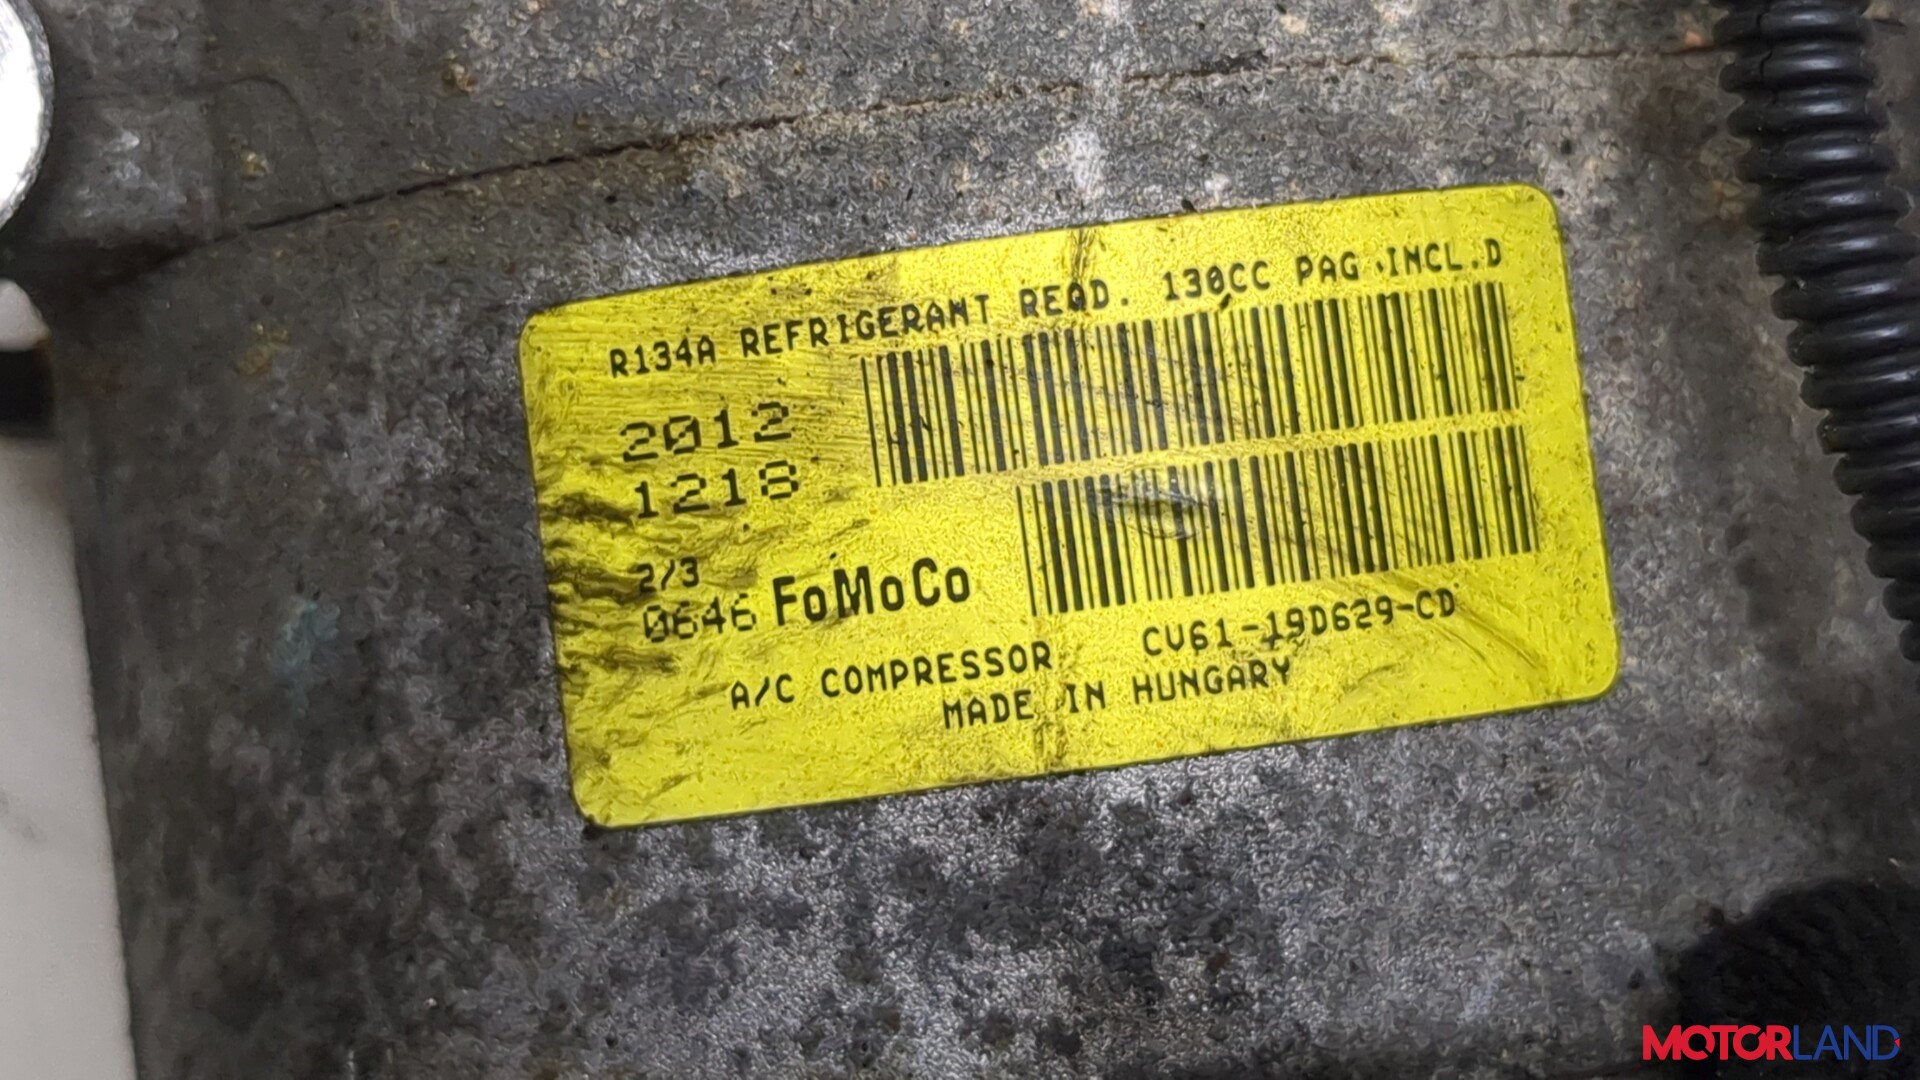 R134A REFRIGERANT REQD. 130CC PAG INCL.D
2012
1218
2/3
0646 FoMoCo
CV61-19D629-CD
A/C COMPRESSOR
MADE IN HUNGARY
MOTORLAND